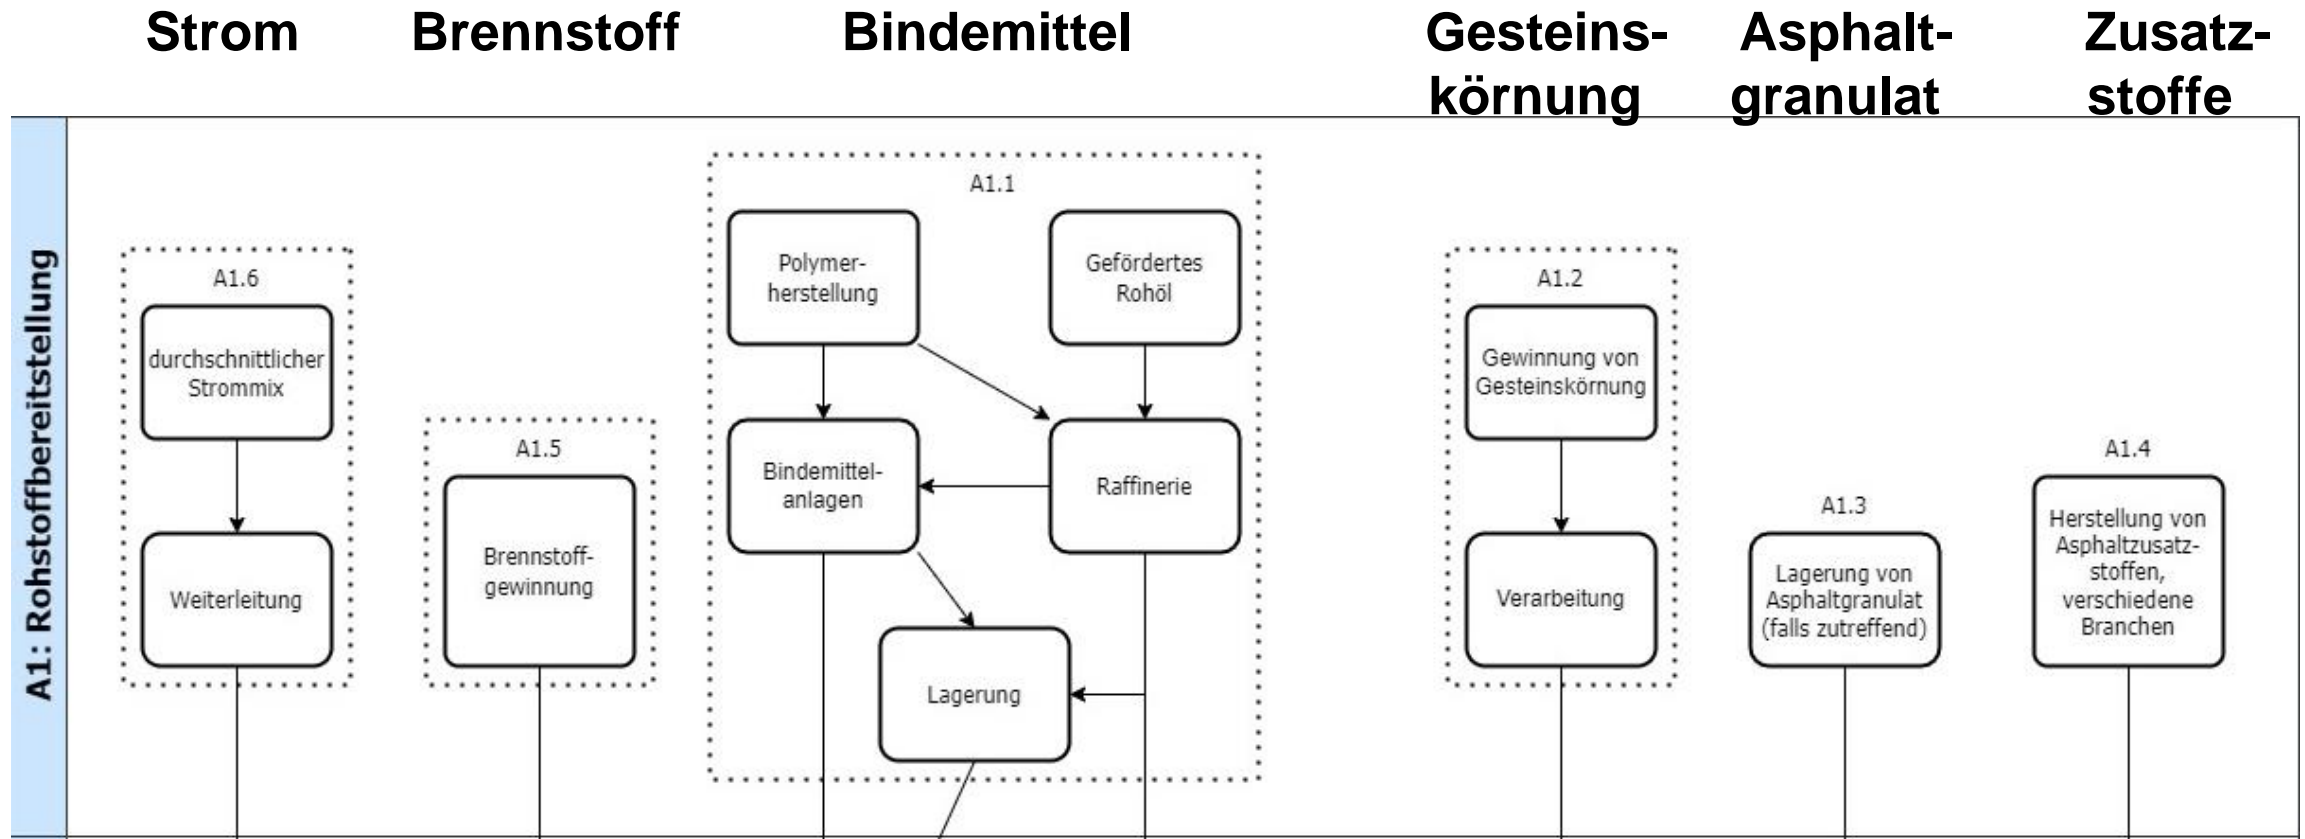 Strom
Brennstoff
Bindemittel
Gesteins-
körnung
Asphalt-
granulat
Zusatz-
stoffe
A1: Rohstoffbereitstellung
A1.6
durchschnittlicher
Strommix
Weiterleitung
A1.5
Brennstoff-
gewinnung
A1.1
Polymer-
herstellung
Gefördertes
Rohöl
Bindemittel-
anlagen
Raffinerie
Lagerung
A1.2
Gewinnung von
Gesteinskörnung
Verarbeitung
A1.3
Lagerung von
Asphaltgranulat
(falls zutreffend)
A1.4
Herstellung von
Asphaltzusatz-
stoffen,
verschiedene
Branchen